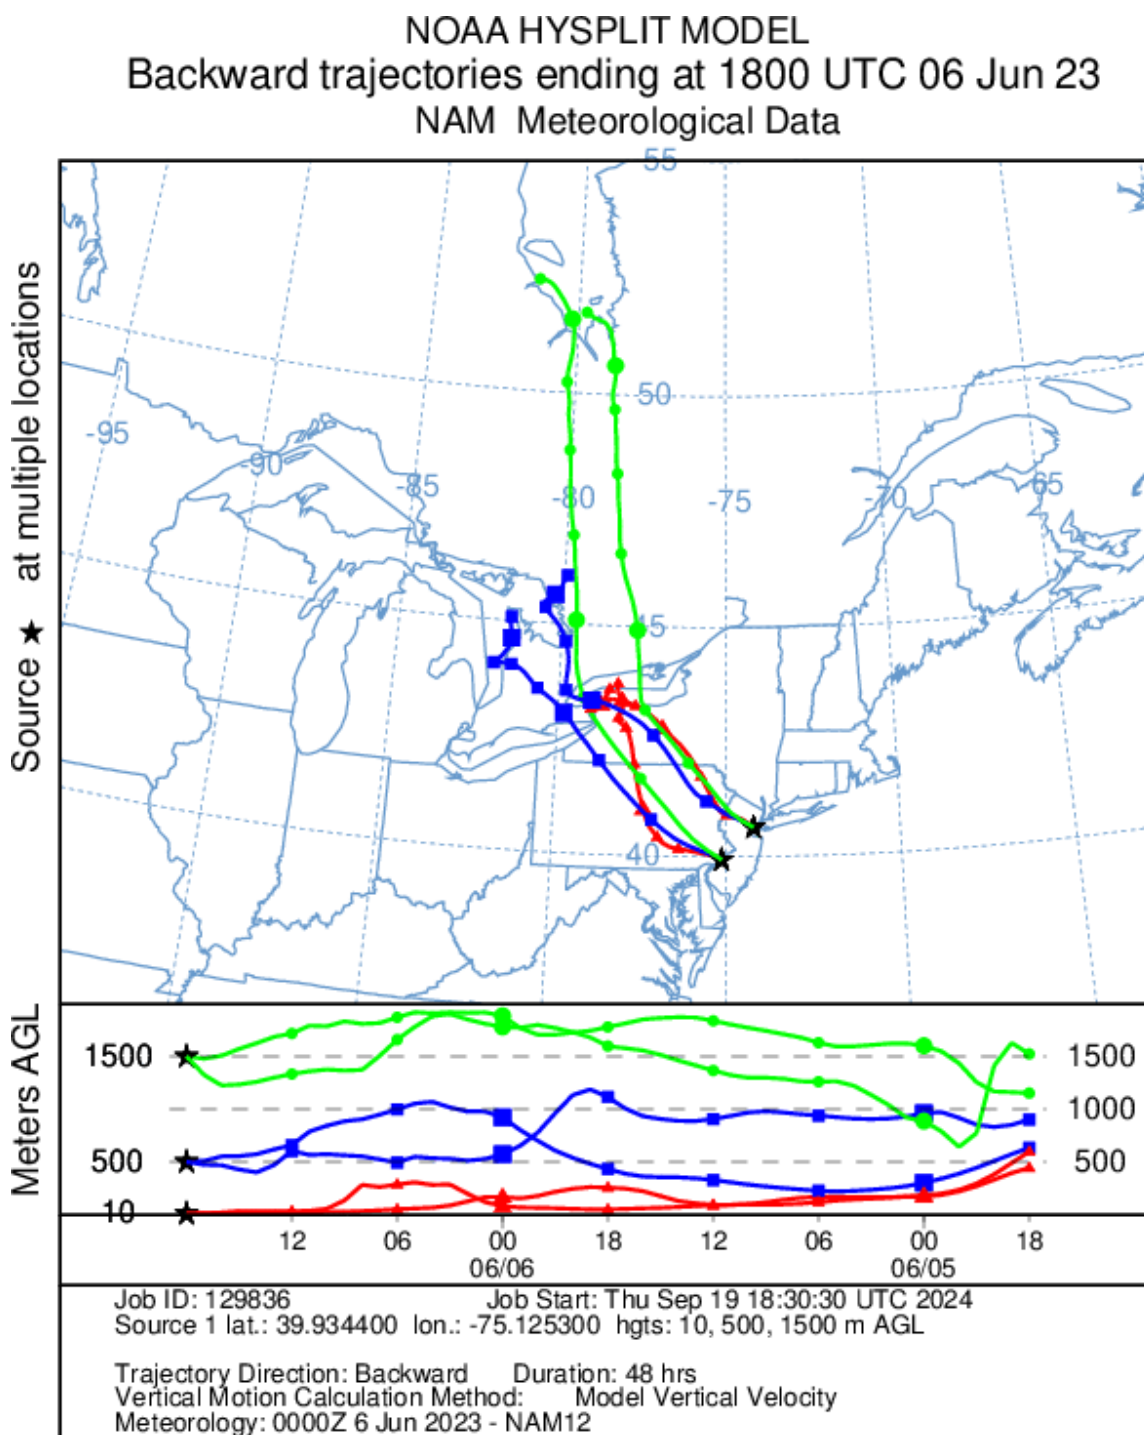 NOAA HYSPLIT MODEL
Backward trajectories ending at 1800 UTC 06 Jun 23
NAM Meteorological Data
Source ★ at multiple locations
55
50
-95
-90
-85
-80
-75
-70
65
45
40
Meters AGL
1500
1500
1000
500
500
10
12 06 00 18 12 06 00 18
06/06 06/05
Job ID: 129836 Job Start: Thu Sep 19 18:30:30 UTC 2024
Source 1 lat.: 39.934400 lon.: -75.125300 hgts: 10, 500, 1500 m AGL
Trajectory Direction: Backward Duration: 48 hrs
Vertical Motion Calculation Method: Model Vertical Velocity
Meteorology: 0000Z 6 Jun 2023 - NAM12